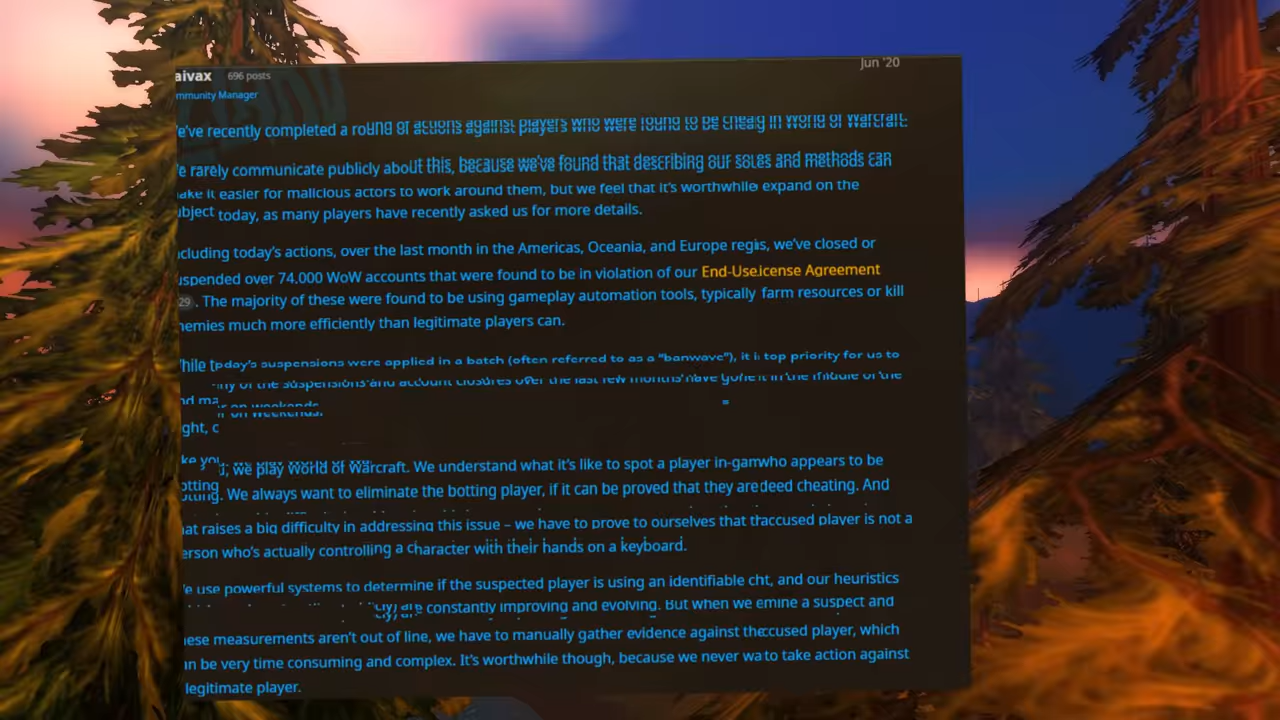 aivax 696 posts
Jun '20
mmunity Manager
e've recently completed a round of actions against players who were found to be cheaig in World of Warcraft.
e rarely communicate publicly about this, because we've found that describing our soles and methods can
ake it easier for malicious actors to work around them, but we feel that it's worthwhile expand on the
ubject today, as many players have recently asked us for more details.
ncluding today's actions, over the last month in the Americas, Oceania, and Europe regis, we've closed or
uspended over 74,000 WoW accounts that were found to be in violation of our End-Useicense Agreement
29 . The majority of these were found to be using gameplay automation tools, typically farm resources or kill
nemies much more efficiently than legitimate players can.
hile today's suspensions were applied in a batch (often referred to as a "banwave"), it is top priority for us to
ny of the suspensions and account closures over the last few months have gone it in the middle of the
nd ma r on weekends.
ght, c
ke you, we play World of Warcraft. We understand what it's like to spot a player in-gamwho appears to be
otting. We always want to eliminate the botting player, if it can be proved that they aredeed cheating. And
at raises a big difficulty in addressing this issue – we have to prove to ourselves that thaccused player is not a
erson who's actually controlling a character with their hands on a keyboard.
e use powerful systems to determine if the suspected player is using an identifiable cht, and our heuristics
are constantly improving and evolving. But when we emine a suspect and
ese measurements aren't out of line, we have to manually gather evidence against theccused player, which
n be very time consuming and complex. It's worthwhile though, because we never wato take action against
legitimate player.